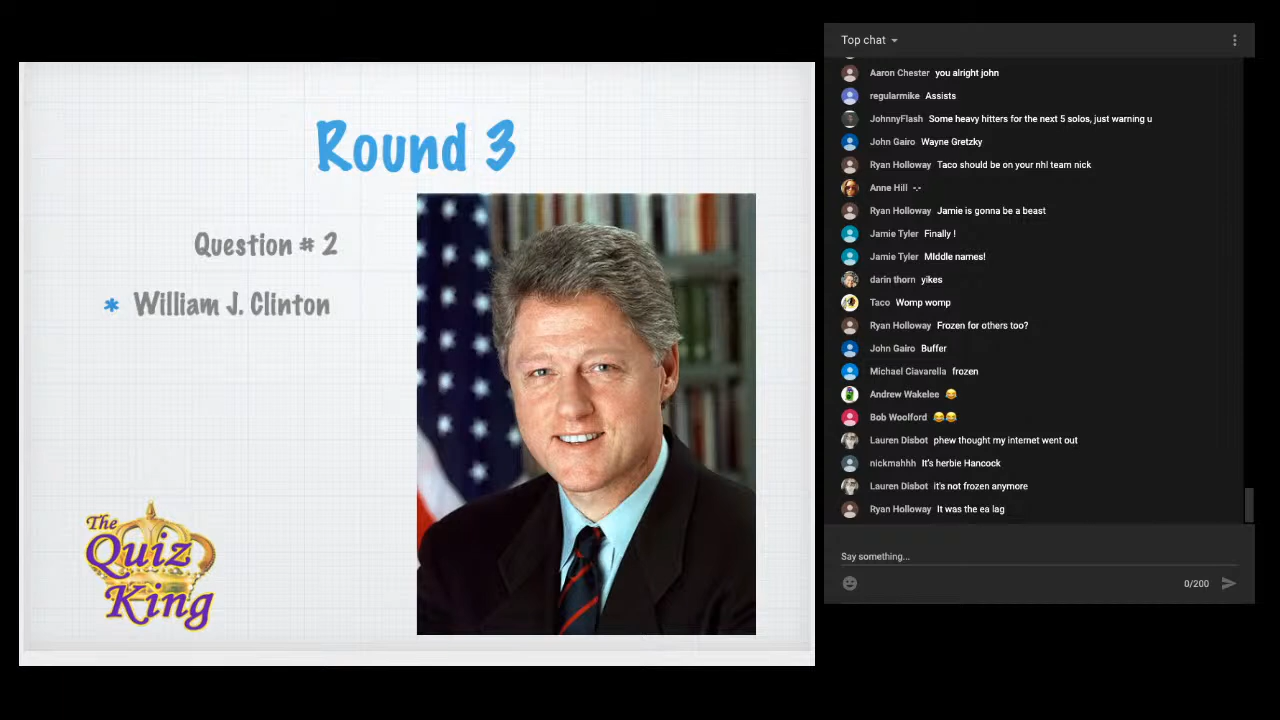 Round 3
Question # 2
* William J. Clinton
The
Quiz
King
Top chat
Aaron Chester you alright john
regularmike Assists
JohnnyFlash Some heavy hitters for the next 5 solos, just warning u
John Gairo Wayne Gretzky
Ryan Holloway Taco should be on your nhl team nick
Anne Hill -.-
Ryan Holloway Jamie is gonna be a beast
Jamie Tyler Finally !
Jamie Tyler MIddle names!
darin thorn yikes
Taco Womp womp
Ryan Holloway Frozen for others too?
John Gairo Buffer
Michael Ciavarella frozen
Andrew Wakelee 😂
Bob Woolford 😂😂
Lauren Disbot phew thought my internet went out
nickmahhh It's herbie Hancock
Lauren Disbot it's not frozen anymore
Ryan Holloway It was the ea lag
Say something...
0/200